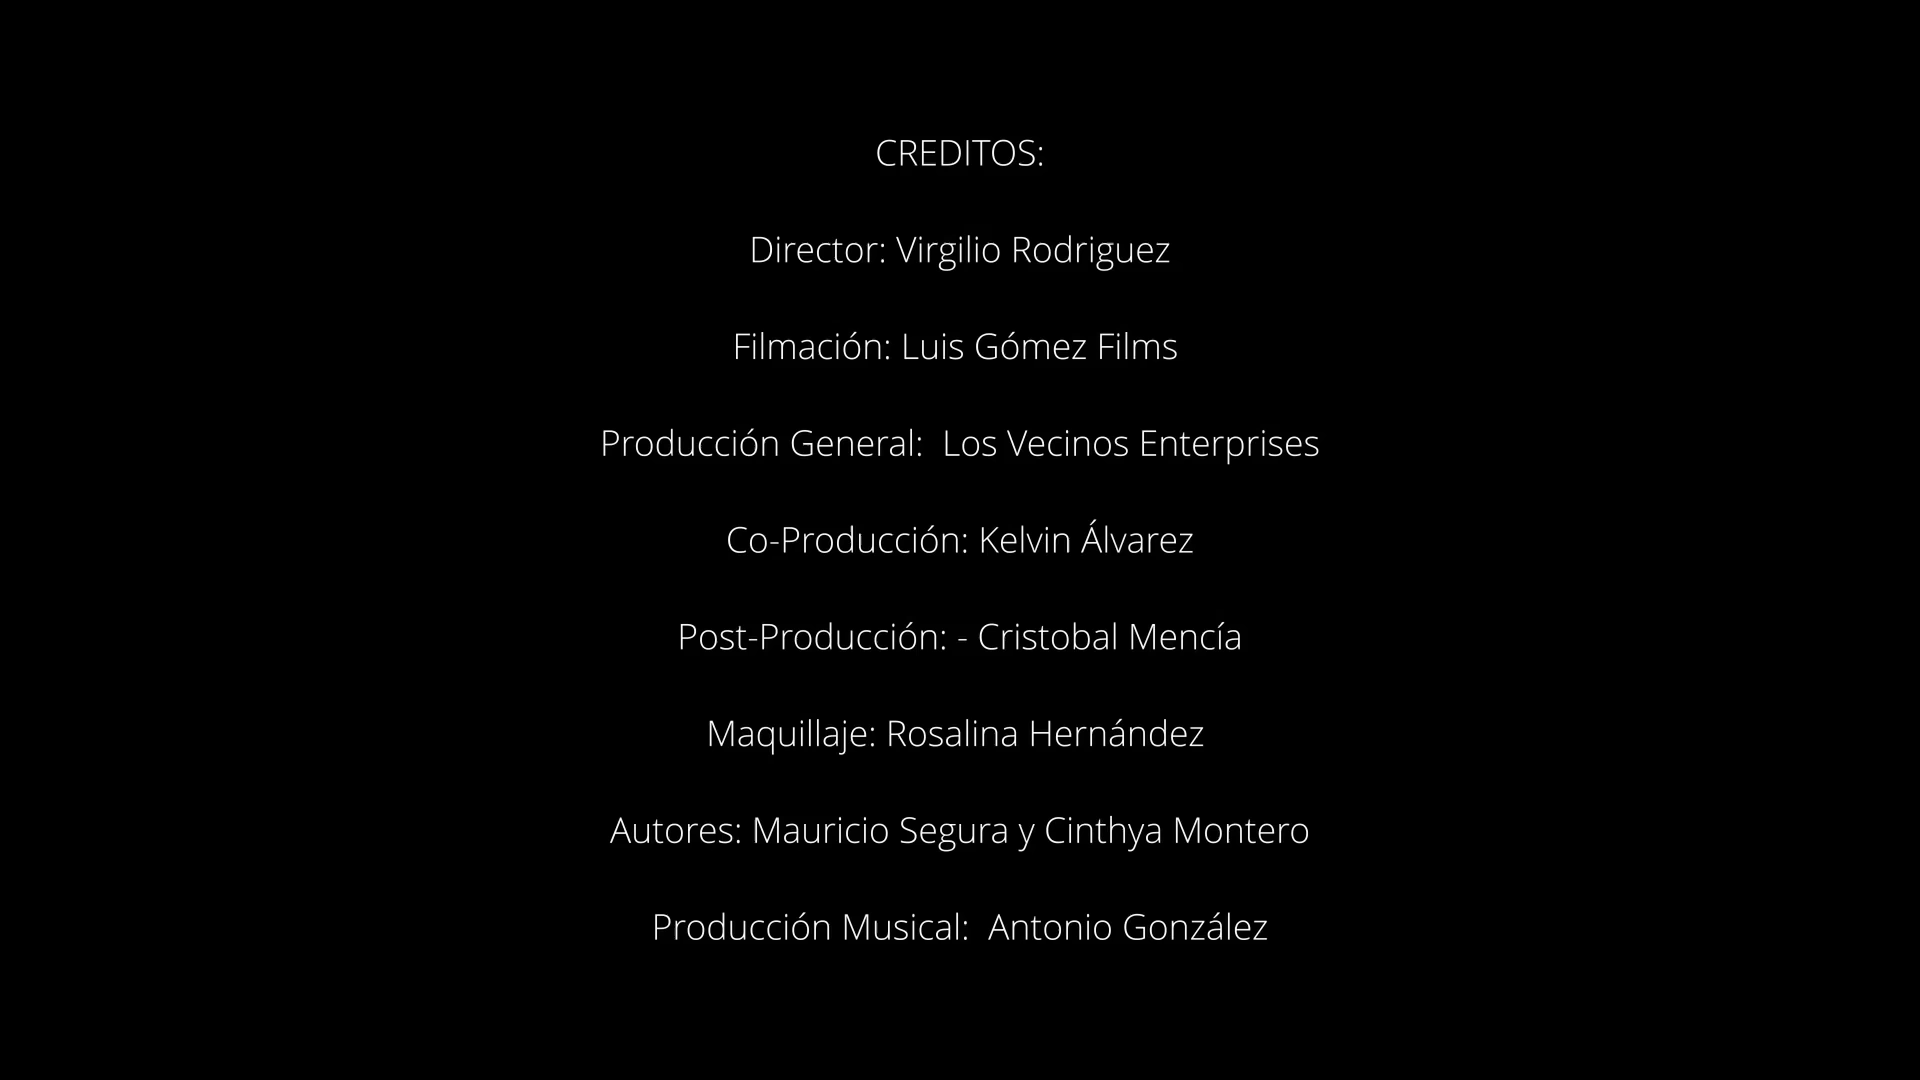 CREDITOS:
Director: Virgilio Rodriguez
Filmación: Luis Gómez Films
Producción General:  Los Vecinos Enterprises
Co-Producción: Kelvin Álvarez
Post-Producción: - Cristobal Mencía
Maquillaje: Rosalina Hernández
Autores: Mauricio Segura y Cinthya Montero
Producción Musical:  Antonio González